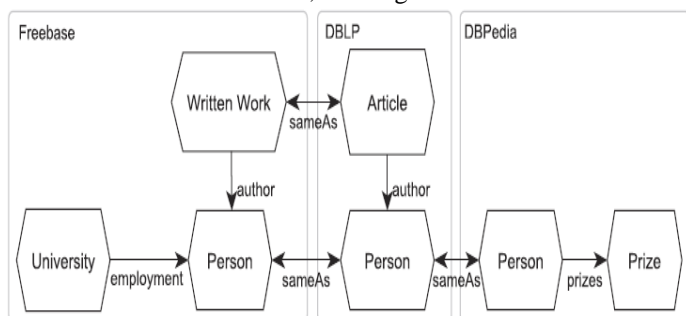 Freebase
DBLP
DBPedia
Written Work
sameAs
Article
author
author
University
employment
Person
sameAs
Person
sameAs
Person
prizes
Prize